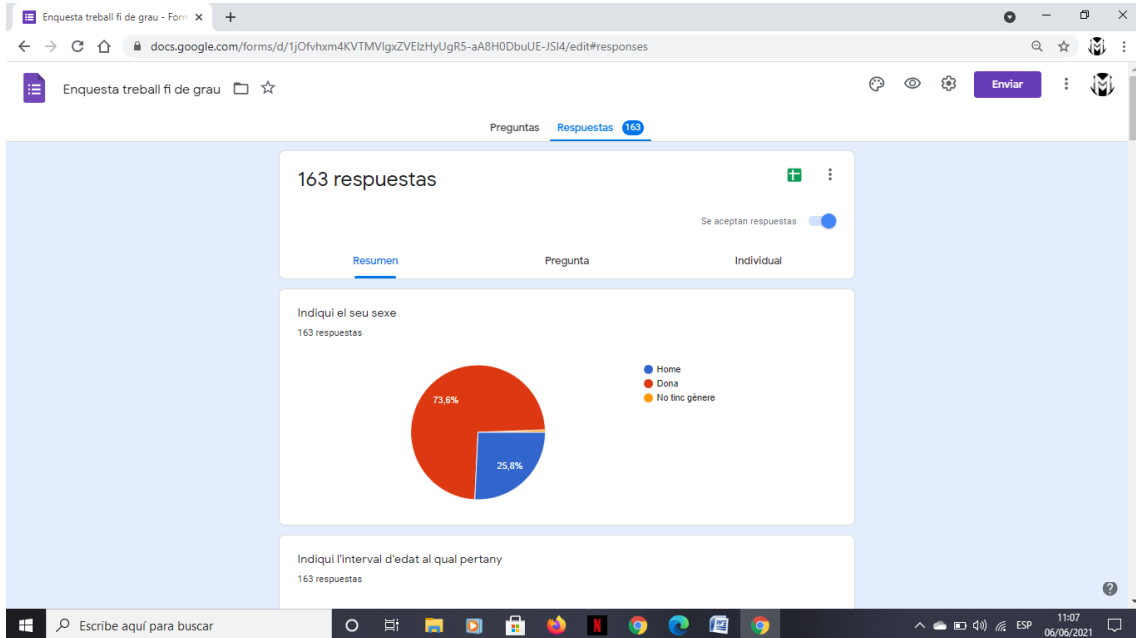 Enquesta treball fi de grau - Form
docs.google.com/forms/d/1jOfvhxm4KVTMVIgxZVElzHyUgR5-aA8H0DbuUE-JSI4/edit#responses
Enquesta treball fi de grau
Enviar
Preguntas Respuestas 163
163 respuestas
Se aceptan respuestas
Resumen Pregunta Individual
Indiqui el seu sexe
163 respuestas
Home
Dona
No tinc gènere
73,6%
25,8%
Indiqui l'interval d'edat al qual pertany
163 respuestas
Escribe aquí para buscar
ESP
11:07
06/06/2021